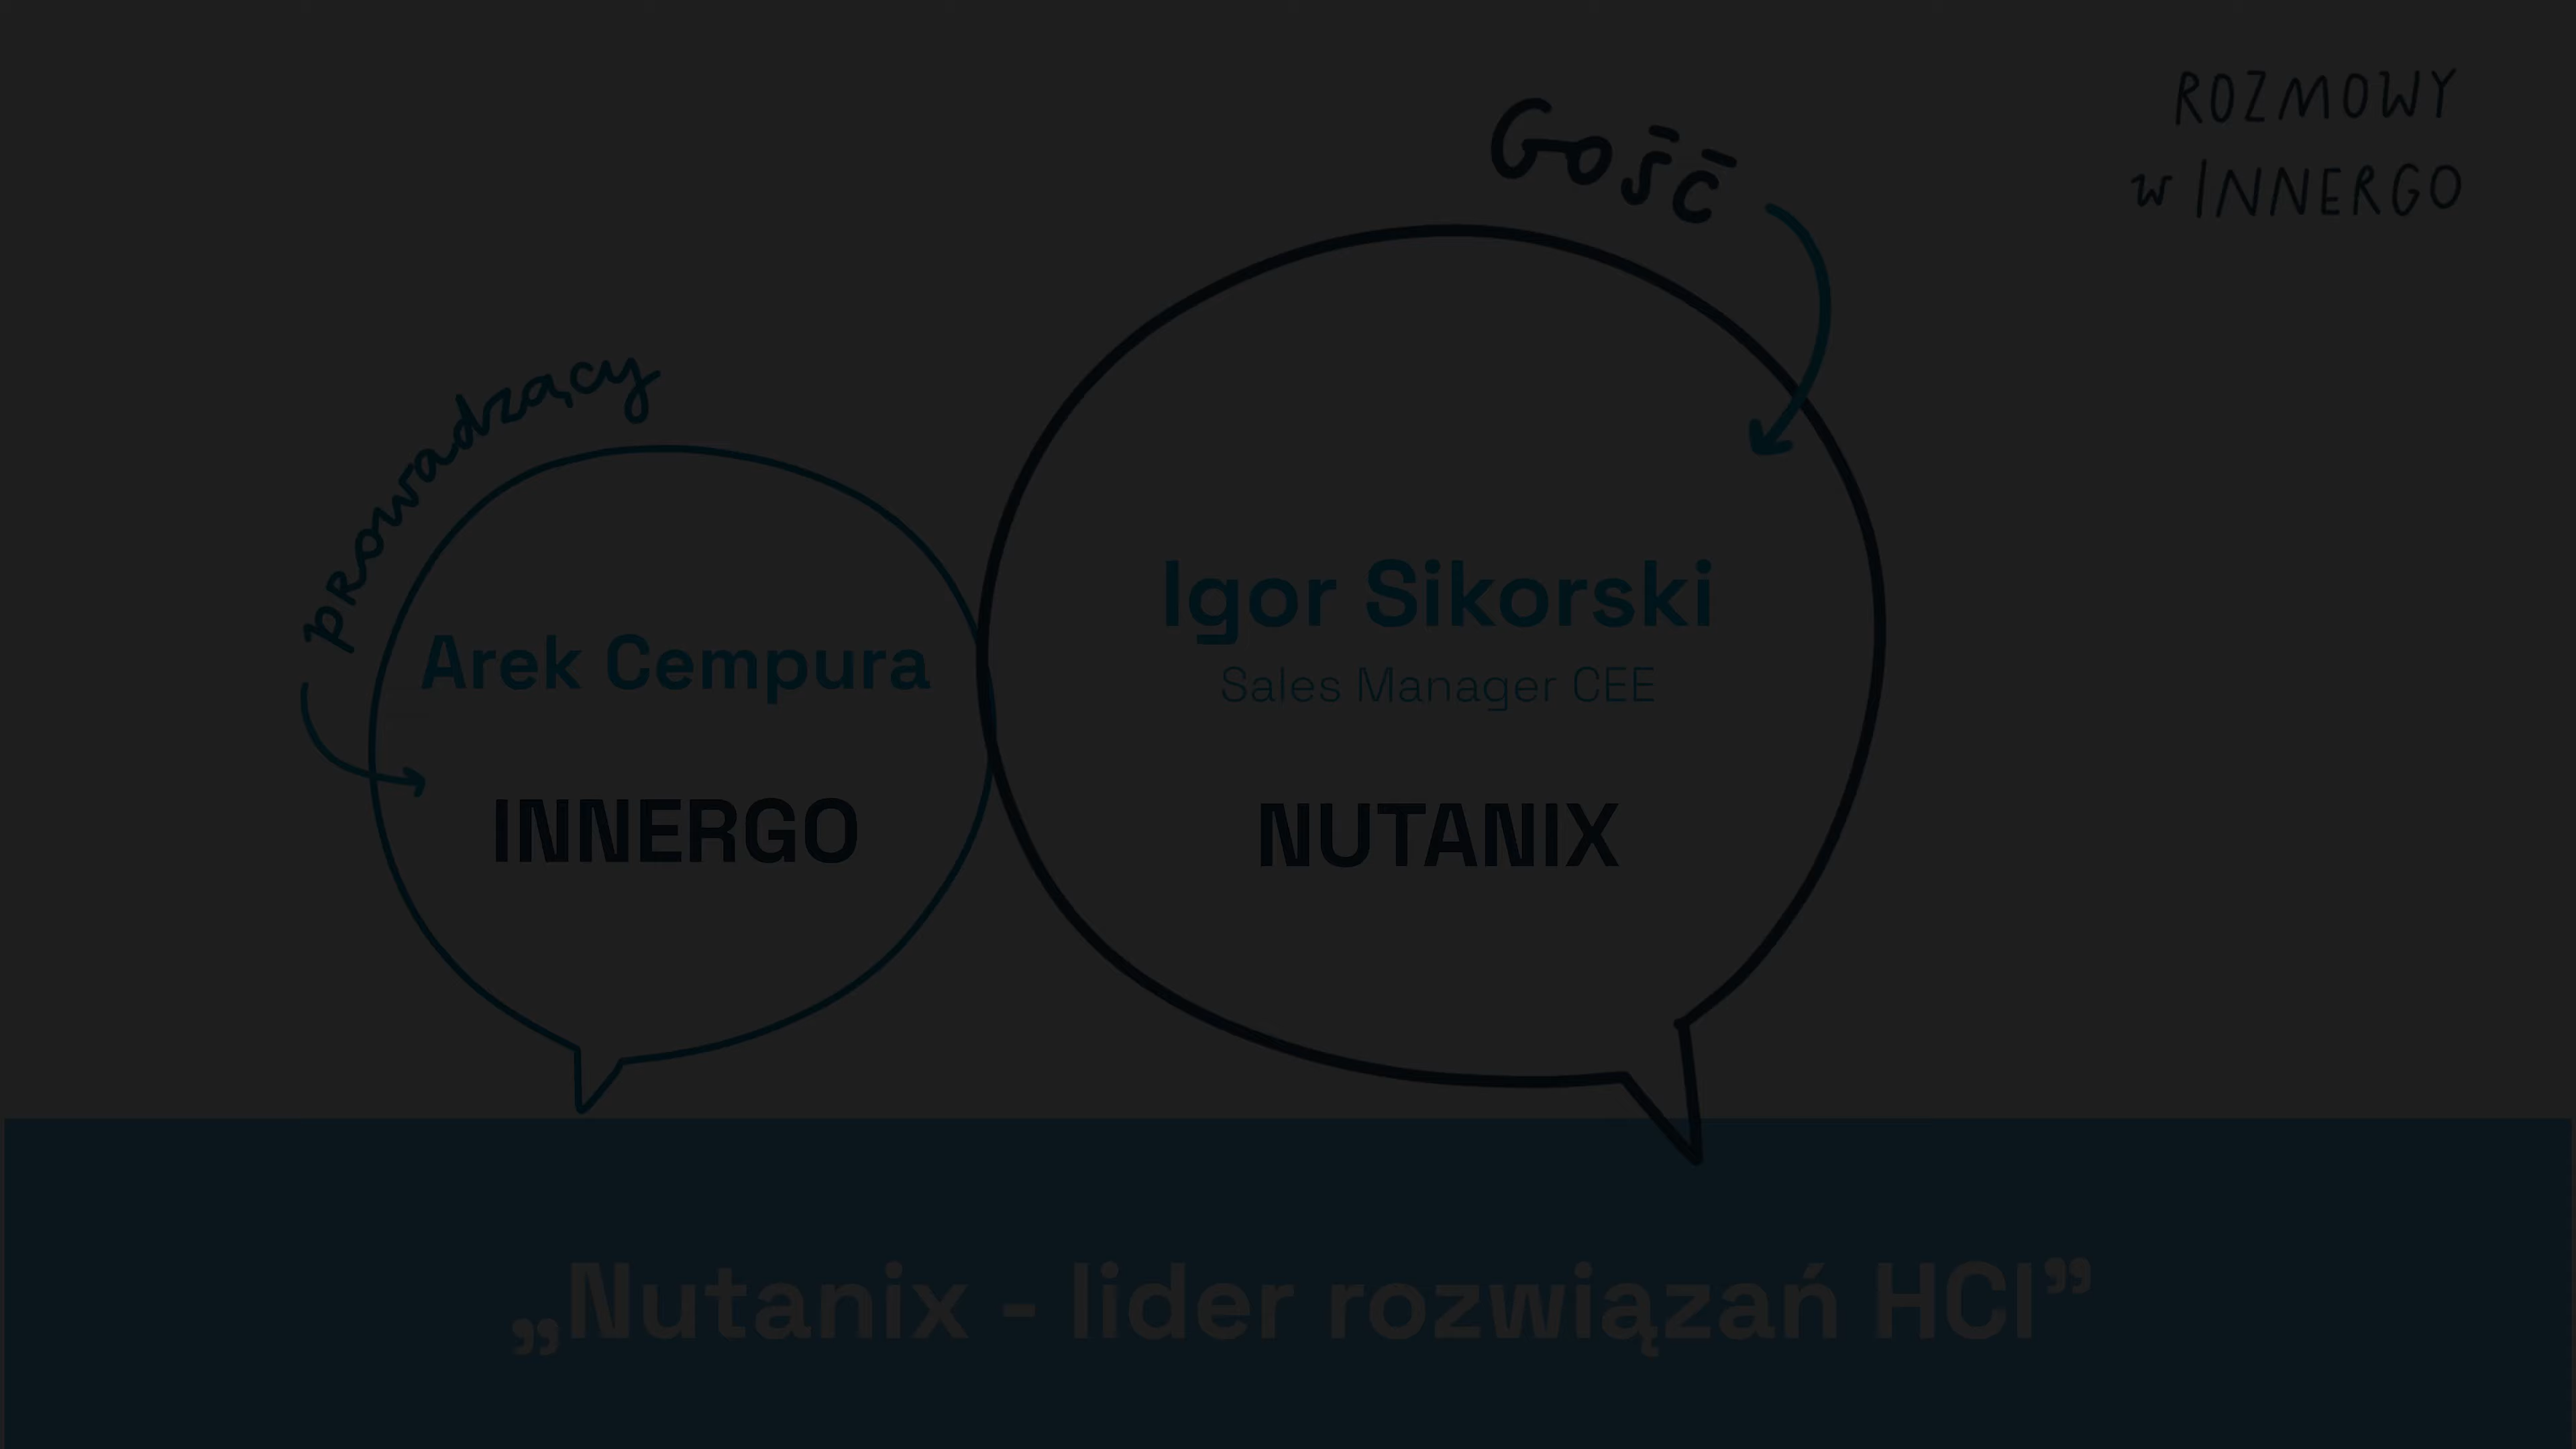 ROZMOWY
w INNERGO
Gość
prowadzący
Igor Sikorski
Sales Manager CEE
NUTANIX
Arek Cempura
INNERGO
„Nutanix - lider rozwiązań HCI”